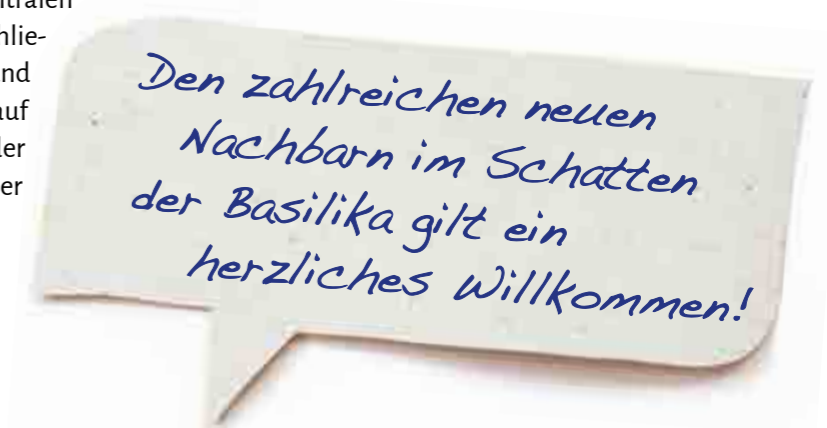 Den zahlreichen neuen
Nachbarn im Schatten
der Basilika gilt ein
herzliches Willkommen!